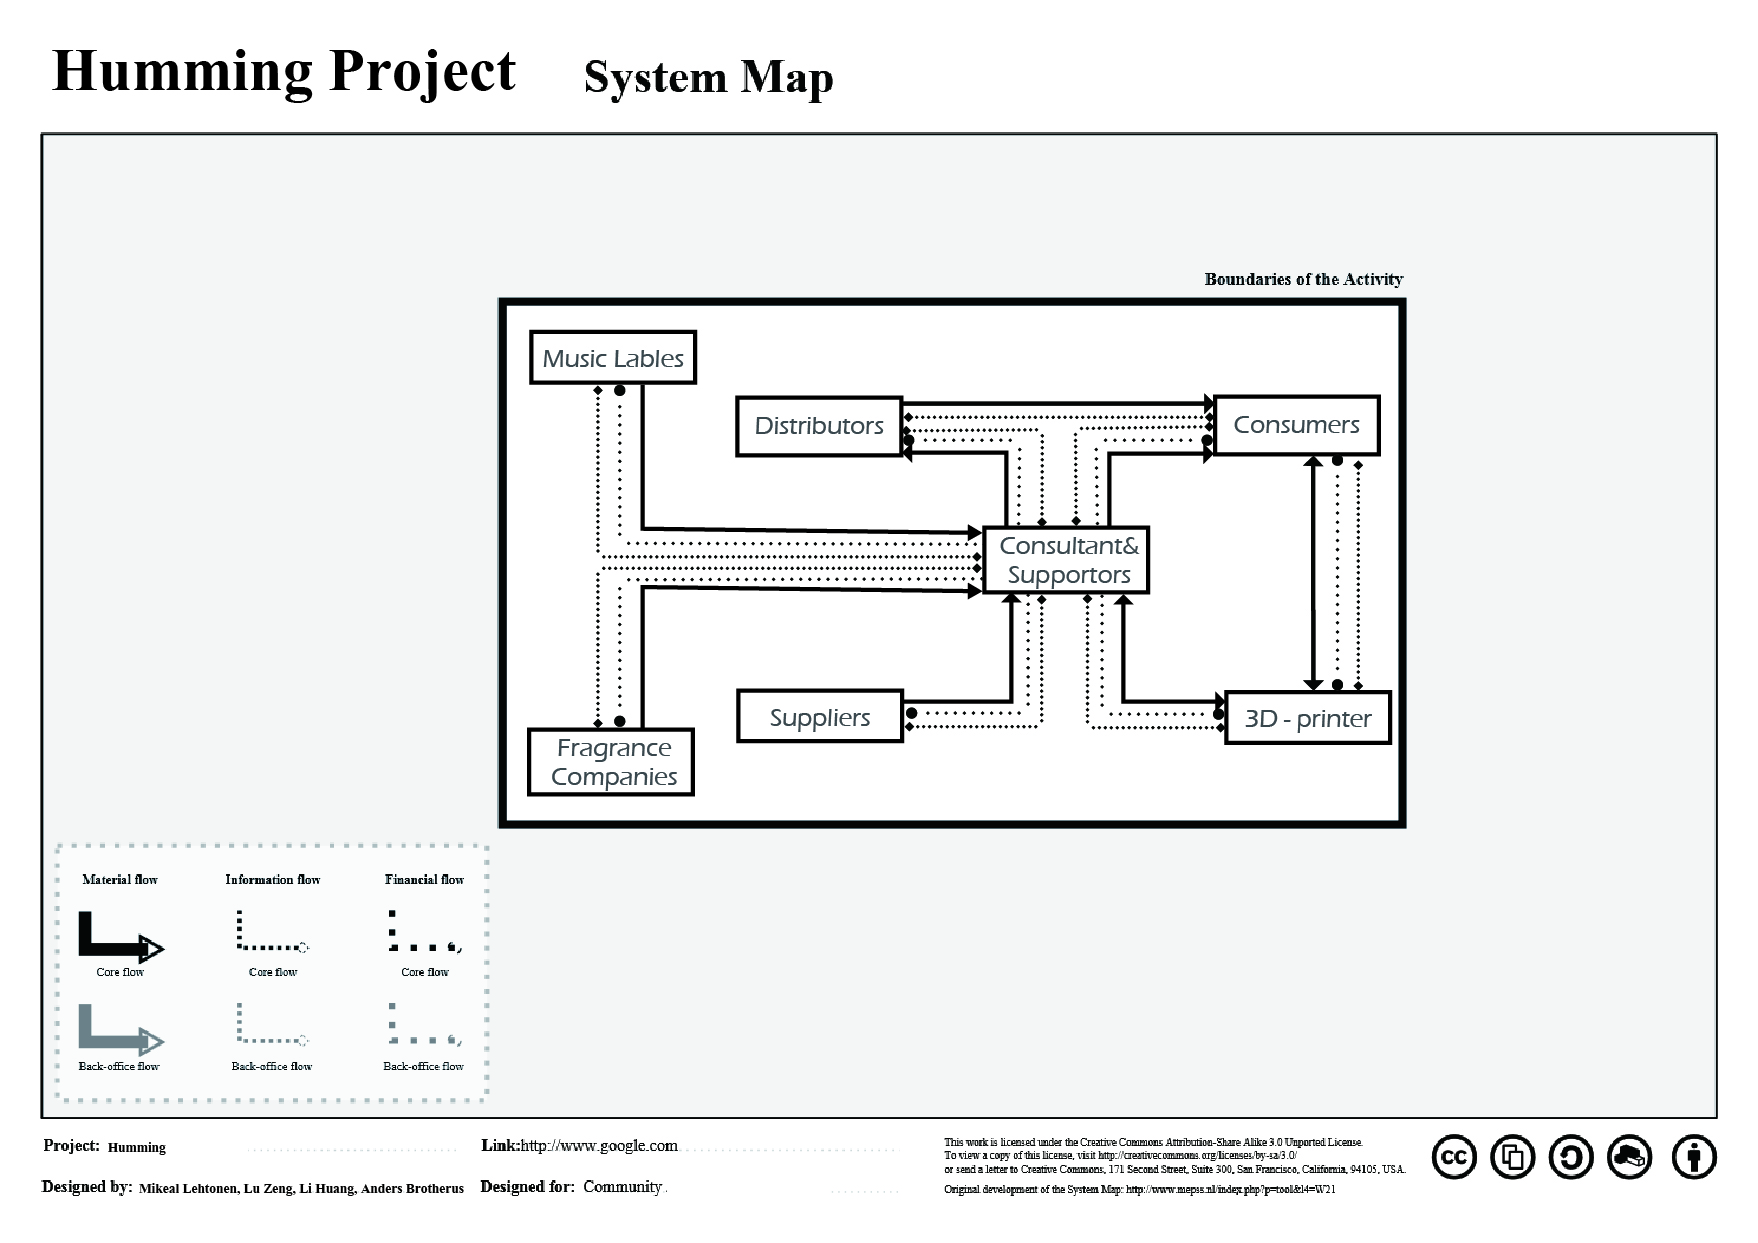 Humming Project System Map
Boundaries of the Activity
Music Lables
Distributors
Consumers
Consultant&
Supportors
Suppliers
3D - printer
Fragrance
Companies
Material flow
Information flow
Financial flow
Core flow
Core flow
Core flow
Back-office flow
Back-office flow
Back-office flow
Project: Humming
Link:http://www.google.com
Designed by: Mikeal Lehtonen, Lu Zeng, Li Huang, Anders Brotherus
Designed for: Community
This work is licensed under the Creative Commons Attribution-Share Alike 3.0 Unported License.
To view a copy of this license, visit http://creativecommons.org/licenses/by-sa/3.0/
or send a letter to Creative Commons, 171 Second Street, Suite 300, San Francisco, California, 94105, USA.
Original development of the System Map: http://www.mepss.nl/index.php?p=tool&l4=W21
cc